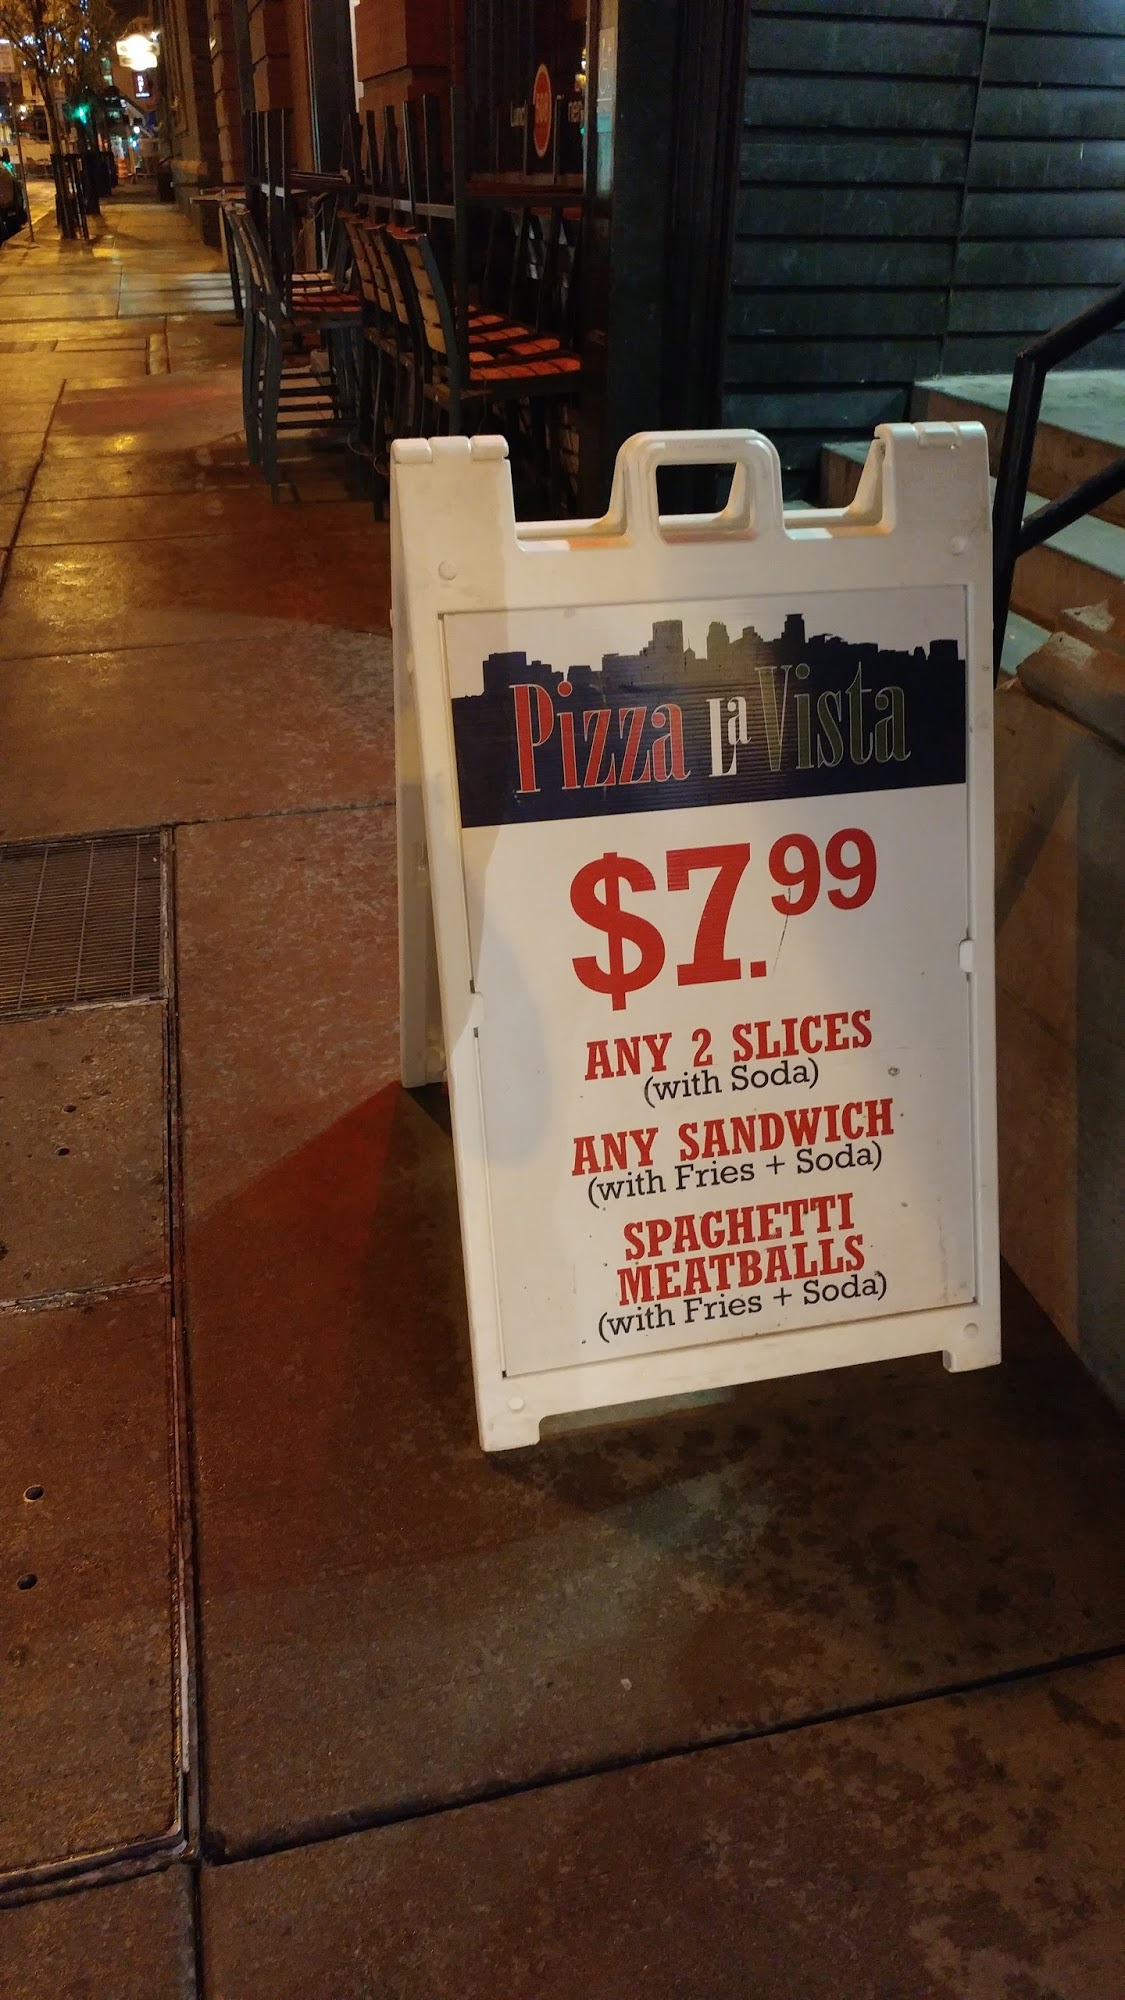 Pizza La Vista
$7.99
ANY 2 SLICES
(with Soda)
ANY SANDWICH
(with Fries + Soda)
SPAGHETTI
MEATBALLS
(with Fries + Soda)